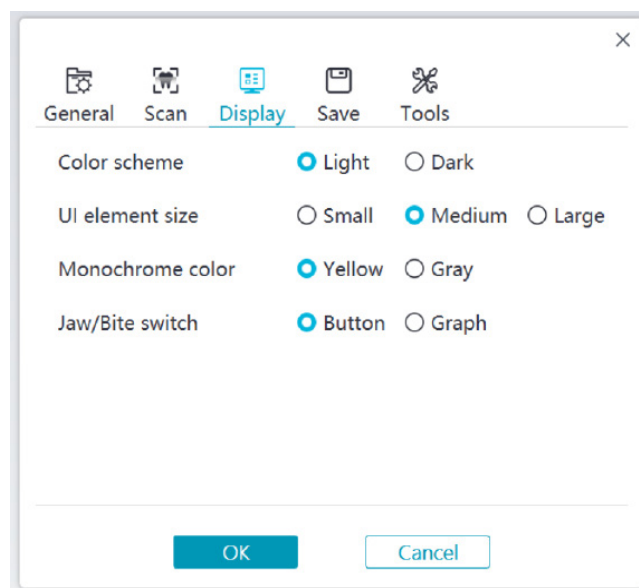 General Scan Display Save Tools
Color scheme Light Dark
UI element size Small Medium Large
Monochrome color Yellow Gray
Jaw/Bite switch Button Graph
OK Cancel